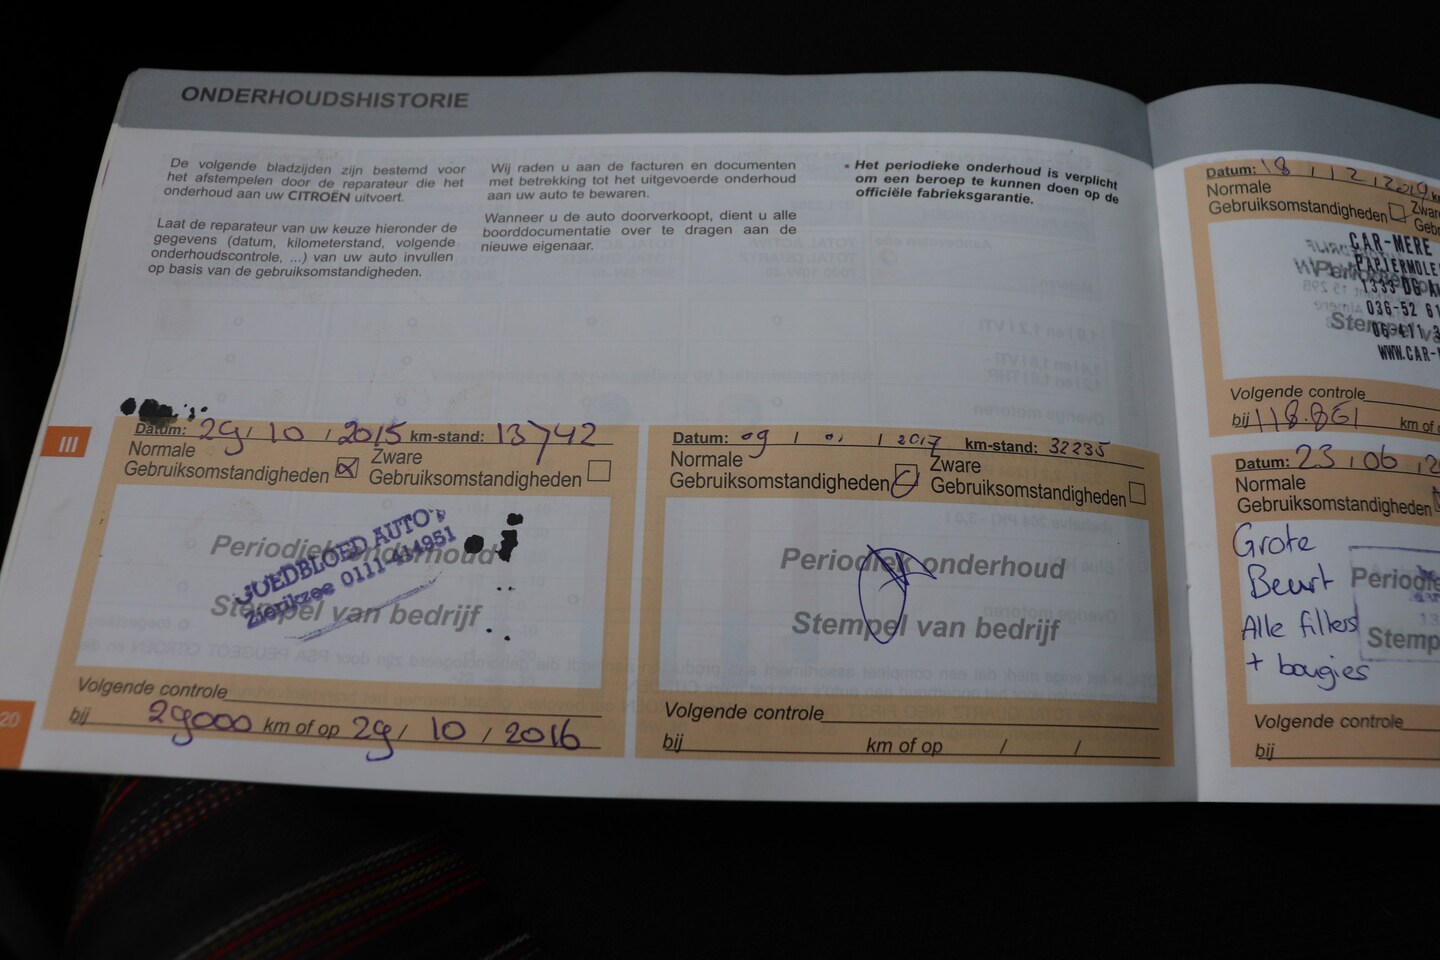 ONDERHOUDSHISTORIE
De volgende bladzijden zijn bestemd voor
het afstempelen door de reparateur die het
onderhoud aan uw CITROËN uitvoert.
Laat de reparateur van uw keuze hieronder de
gegevens (datum, kilometerstand, volgende
onderhoudscontrole, ...) van uw auto invullen
op basis van de gebruiksomstandigheden.
Wij raden u aan de facturen en documenten
met betrekking tot het uitgevoerde onderhoud
aan uw auto te bewaren.
Wanneer u de auto doorverkoopt, dient u alle
boorddocumentatie over te dragen aan de
nieuwe eigenaar.
* Het periodieke onderhoud is verplicht
om een beroep te kunnen doen op de
officiële fabrieksgarantie.
III
Datum: 29 / 10 / 2015 km-stand: 13742
Normale
Gebruiksomstandigheden
Zware
Gebruiksomstandigheden
Periodiek onderhoud
JOEDBLOED AUTO's
Zierikzee 0111-414951
Stempel van bedrijf
Volgende controle
bij 29000 km of op 29 / 10 / 2016
20
Datum: 09 / 01 / 2017 km-stand: 32235
Normale
Gebruiksomstandigheden
Zware
Gebruiksomstandigheden
Periodiek onderhoud
Stempel van bedrijf
Volgende controle
bij km of op / /
Datum: 18 / 12 / 2019
Normale
Gebruiksomstandigheden
CAR-MERE
036-52
WWW.CAR-
Volgende controle
bij 118.861 km of
Datum: 23 / 06 /
Normale
Gebruiksomstandigheden
Grote
Beurt
Alle filters
+ bougies
Volgende controle
bij